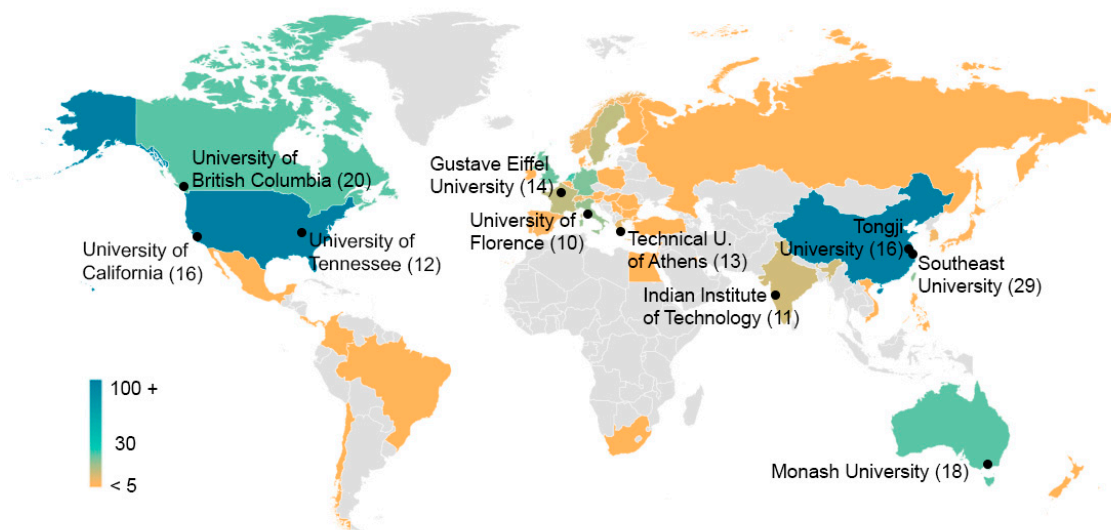 University of
British Columbia (20)
University of
California (16)
University of
Tennessee (12)
Gustave Eiffel
University (14)
University of
Florence (10)
Technical U.
of Athens (13)
Indian Institute
of Technology (11)
Tongji
University (16)
Southeast
University (29)
Monash University (18)
100 +
30
< 5